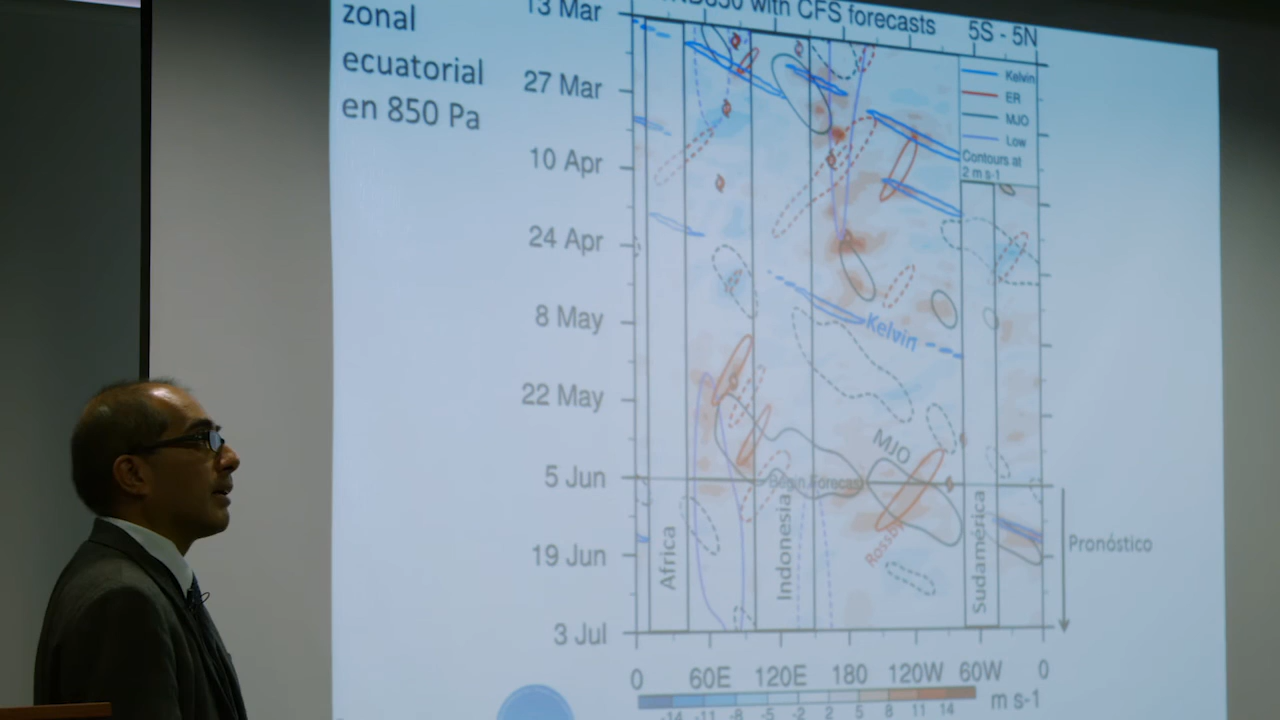 zonal
ecuatorial
en 850 Pa
with CFS forecasts
5S - 5N
13 Mar
27 Mar
10 Apr
24 Apr
8 May
22 May
5 Jun
19 Jun
3 Jul
Kelvin
ER
MJO
Low
Contours at
2 m s-1
Kelvin
MJO
Begin Forecast
Rossby
Africa
Indonesia
Sudamérica
Pronóstico
0 60E 120E 180 120W 60W 0
-14 -11 -8 -5 -2 2 5 8 11 14
m s-1